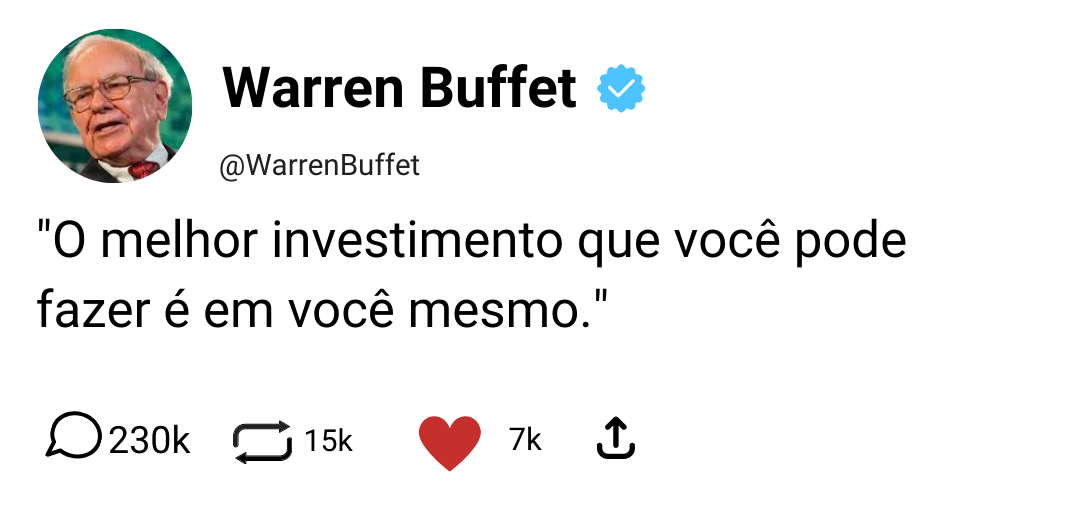 Warren Buffet
@WarrenBuffet
"O melhor investimento que você pode
fazer é em você mesmo."
230k 15k 7k